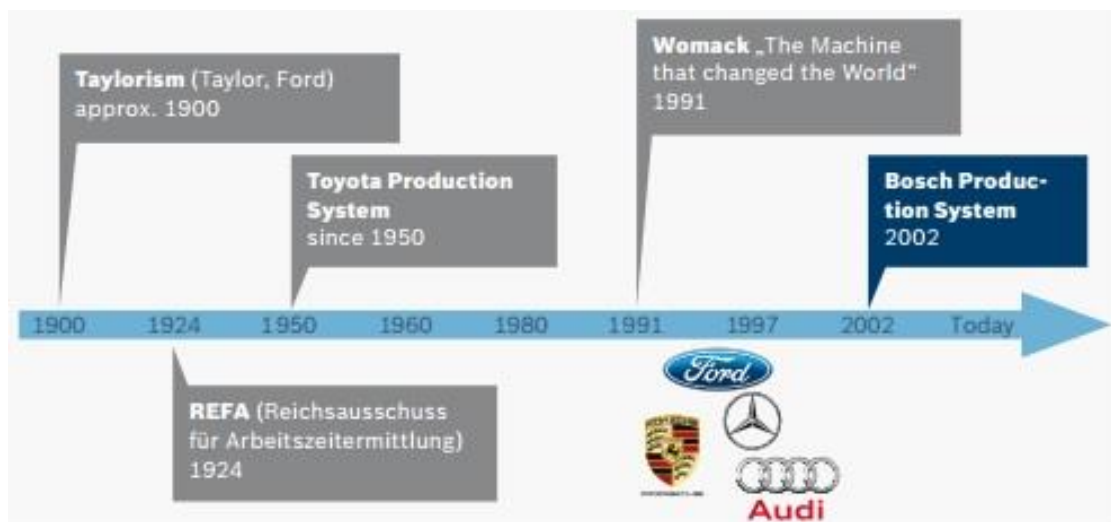 Taylorism (Taylor, Ford)
approx. 1900
Womack „The Machine
that changed the World“
1991
Toyota Production
System
since 1950
Bosch Produc-
tion System
2002
1900 1924 1950 1960 1980 1991 1997 2002 Today
REFA (Reichsausschuss
für Arbeitszeitermittlung)
1924
Ford
Audi